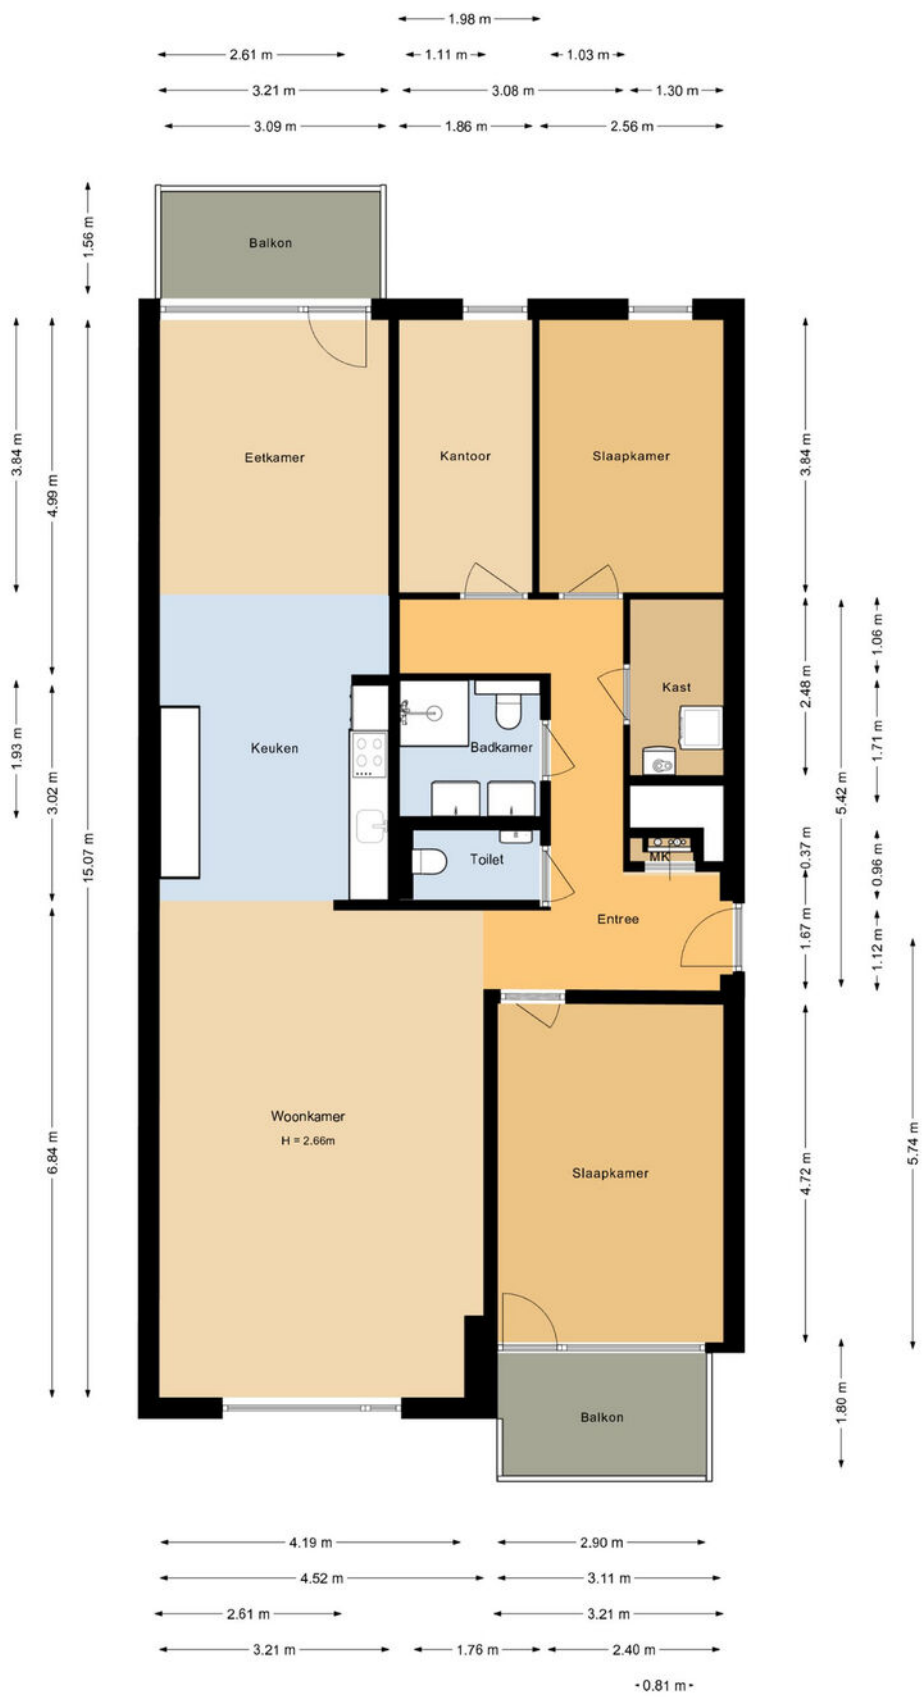 1.98 m
2.61 m
1.11 m
1.03 m
3.21 m
3.08 m
1.30 m
3.09 m
1.86 m
2.56 m
1.56 m
Balkon
3.84 m
4.99 m
15.07 m
Eetkamer
Kantoor
Slaapkamer
3.84 m
1.93 m
3.02 m
Keuken
Badkamer
Kast
Toilet
MK
Entree
2.48 m
5.42 m
1.06 m
1.71 m
0.37 m
0.96 m
1.67 m
1.12 m
6.84 m
Woonkamer
H = 2.66m
Slaapkamer
4.72 m
5.74 m
Balkon
1.80 m
4.19 m
2.90 m
4.52 m
3.11 m
2.61 m
3.21 m
3.21 m
1.76 m
2.40 m
0.81 m